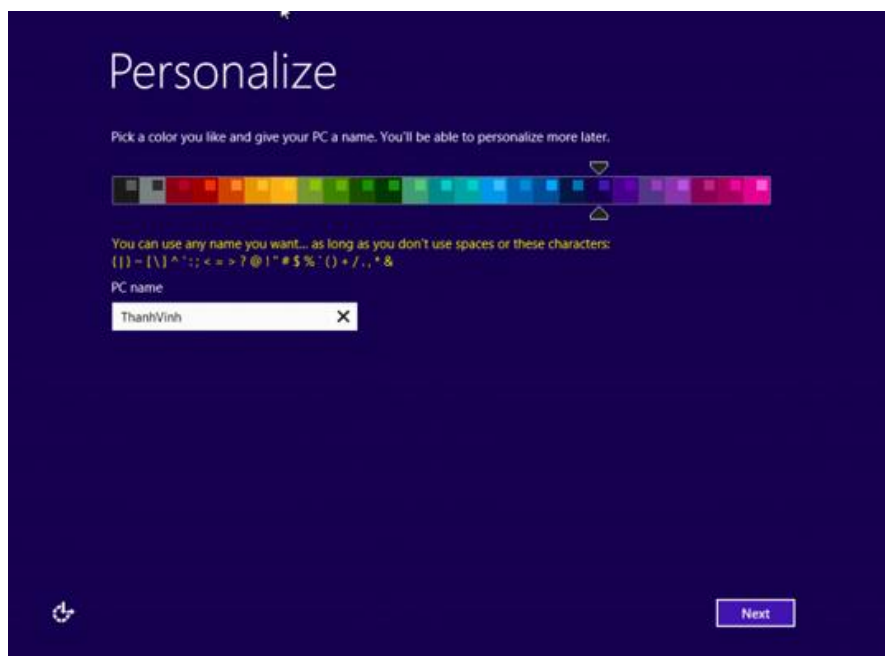 Personalize
Pick a color you like and give your PC a name. You'll be able to personalize more later.
You can use any name you want... as long as you don't use spaces or these characters:
{ | } ~ [ \ ] ^ ' : ; < = > ? @ ! " # $ % ` ( ) + / . , * &
PC name
ThanhVinh
Next